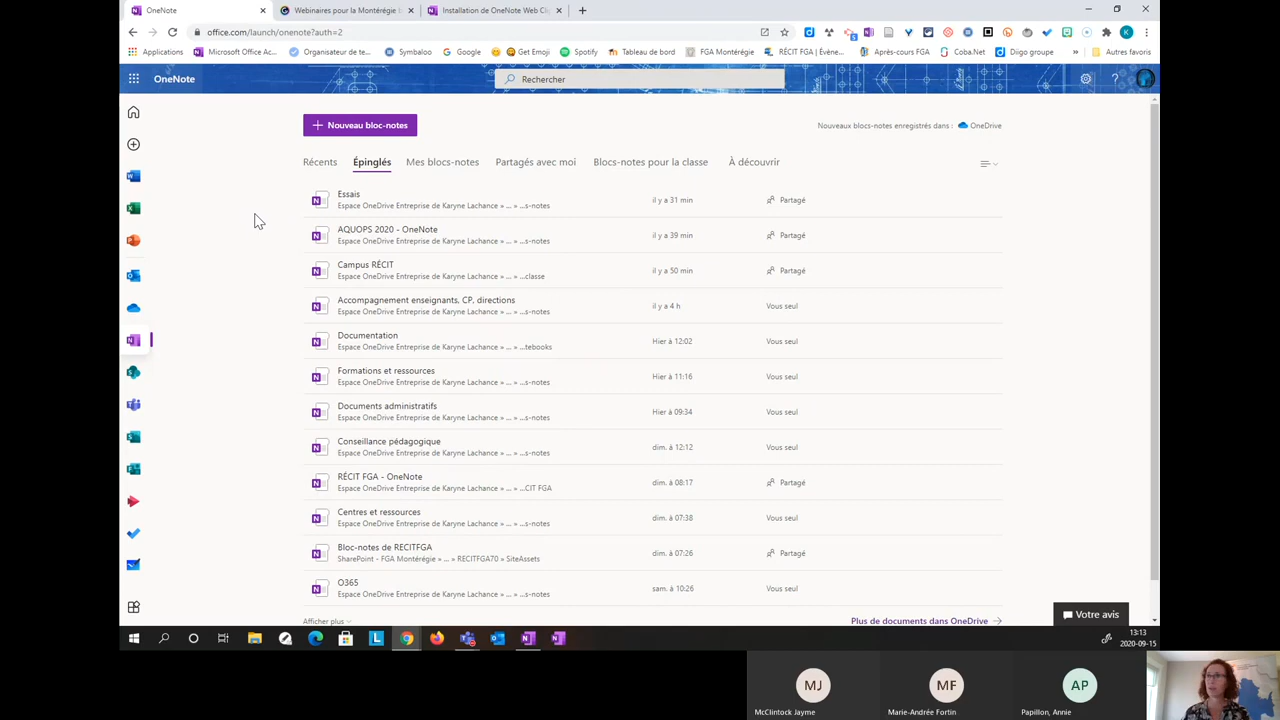 OneNote
Webinaires pour la Montérégie
Installation de OneNote Web Cli
office.com/launch/onenote?auth=2
Applications
Microsoft Office Ac...
Organisateur de te...
Symbaloo
Google
Get Emoji
Spotify
Tableau de bord
FGA Montérégie
RÉCIT FGA | Évène...
Après-cours FGA
Coba.Net
Diigo groupe
»
Autres favoris
OneNote
Rechercher
?
+ Nouveau bloc-notes
Nouveaux blocs-notes enregistrés dans : OneDrive
Récents
Épinglés
Mes blocs-notes
Partagés avec moi
Blocs-notes pour la classe
À découvrir
Essais
Espace OneDrive Entreprise de Karyne Lachance » ... » ...s-notes
il y a 31 min
Partagé
AQUOPS 2020 - OneNote
Espace OneDrive Entreprise de Karyne Lachance » ... » ...s-notes
il y a 39 min
Partagé
Campus RÉCIT
Espace OneDrive Entreprise de Karyne Lachance » ... » ...classe
il y a 50 min
Partagé
Accompagnement enseignants, CP, directions
Espace OneDrive Entreprise de Karyne Lachance » ... » ...s-notes
il y a 4 h
Vous seul
Documentation
Espace OneDrive Entreprise de Karyne Lachance » ... » ...tebooks
Hier à 12:02
Vous seul
Formations et ressources
Espace OneDrive Entreprise de Karyne Lachance » ... » ...s-notes
Hier à 11:16
Vous seul
Documents administratifs
Espace OneDrive Entreprise de Karyne Lachance » ... » ...s-notes
Hier à 09:34
Vous seul
Conseillance pédagogique
Espace OneDrive Entreprise de Karyne Lachance » ... » ...s-notes
dim. à 12:12
Vous seul
RÉCIT FGA - OneNote
Espace OneDrive Entreprise de Karyne Lachance » ... » ...CIT FGA
dim. à 08:17
Partagé
Centres et ressources
Espace OneDrive Entreprise de Karyne Lachance » ... » ...s-notes
dim. à 07:38
Vous seul
Bloc-notes de RECITFGA
SharePoint - FGA Montérégie » ... » RECITFGA70 » SiteAssets
dim. à 07:26
Partagé
O365
Espace OneDrive Entreprise de Karyne Lachance » ... » ...s-notes
sam. à 10:26
Vous seul
Afficher plus
Plus de documents dans OneDrive
Votre avis
13:13
2020-09-15
MJ
McClintock Jayme
MF
Marie-Andrée Fortin
AP
Papillon, Annie